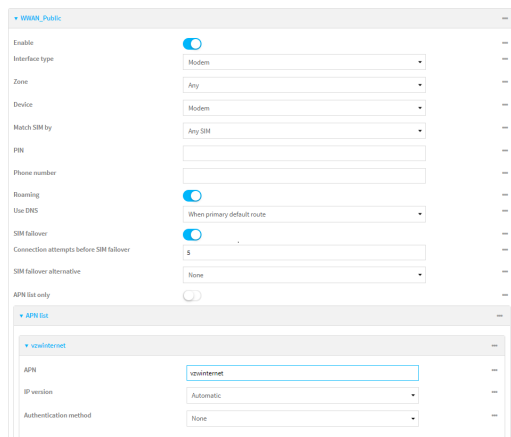 WWAN_Public
Enable
Interface type Modem
Zone Any
Device Modem
Match SIM by Any SIM
PIN
Phone number
Roaming
Use DNS When primary default route
SIM failover
Connection attempts before SIM failover 5
SIM failover alternative None
APN list only
APN list
vzwinternet
APN vzwinternet
IP version Automatic
Authentication method None